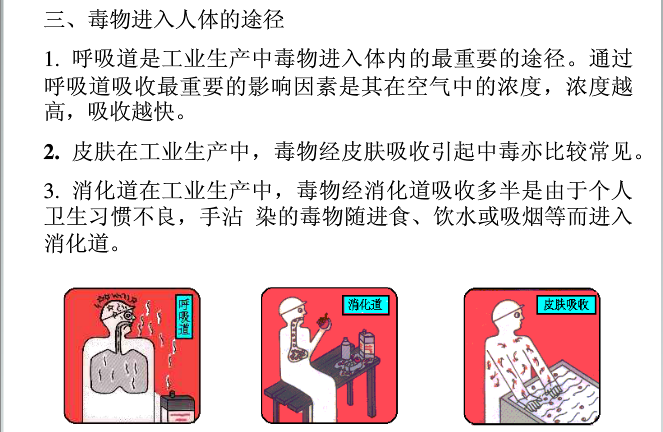 三、毒物进入人体的途径
1. 呼吸道是工业生产中毒物进入体内的最重要的途径。通过
呼吸道吸收最重要的影响因素是其在空气中的浓度，浓度越
高，吸收越快。
2. 皮肤在工业生产中，毒物经皮肤吸收引起中毒亦比较常见。
3. 消化道在工业生产中，毒物经消化道吸收多半是由于个人
卫生习惯不良，手沾 染的毒物随进食、饮水或吸烟等而进入
消化道。
呼吸道
消化道
皮肤吸收